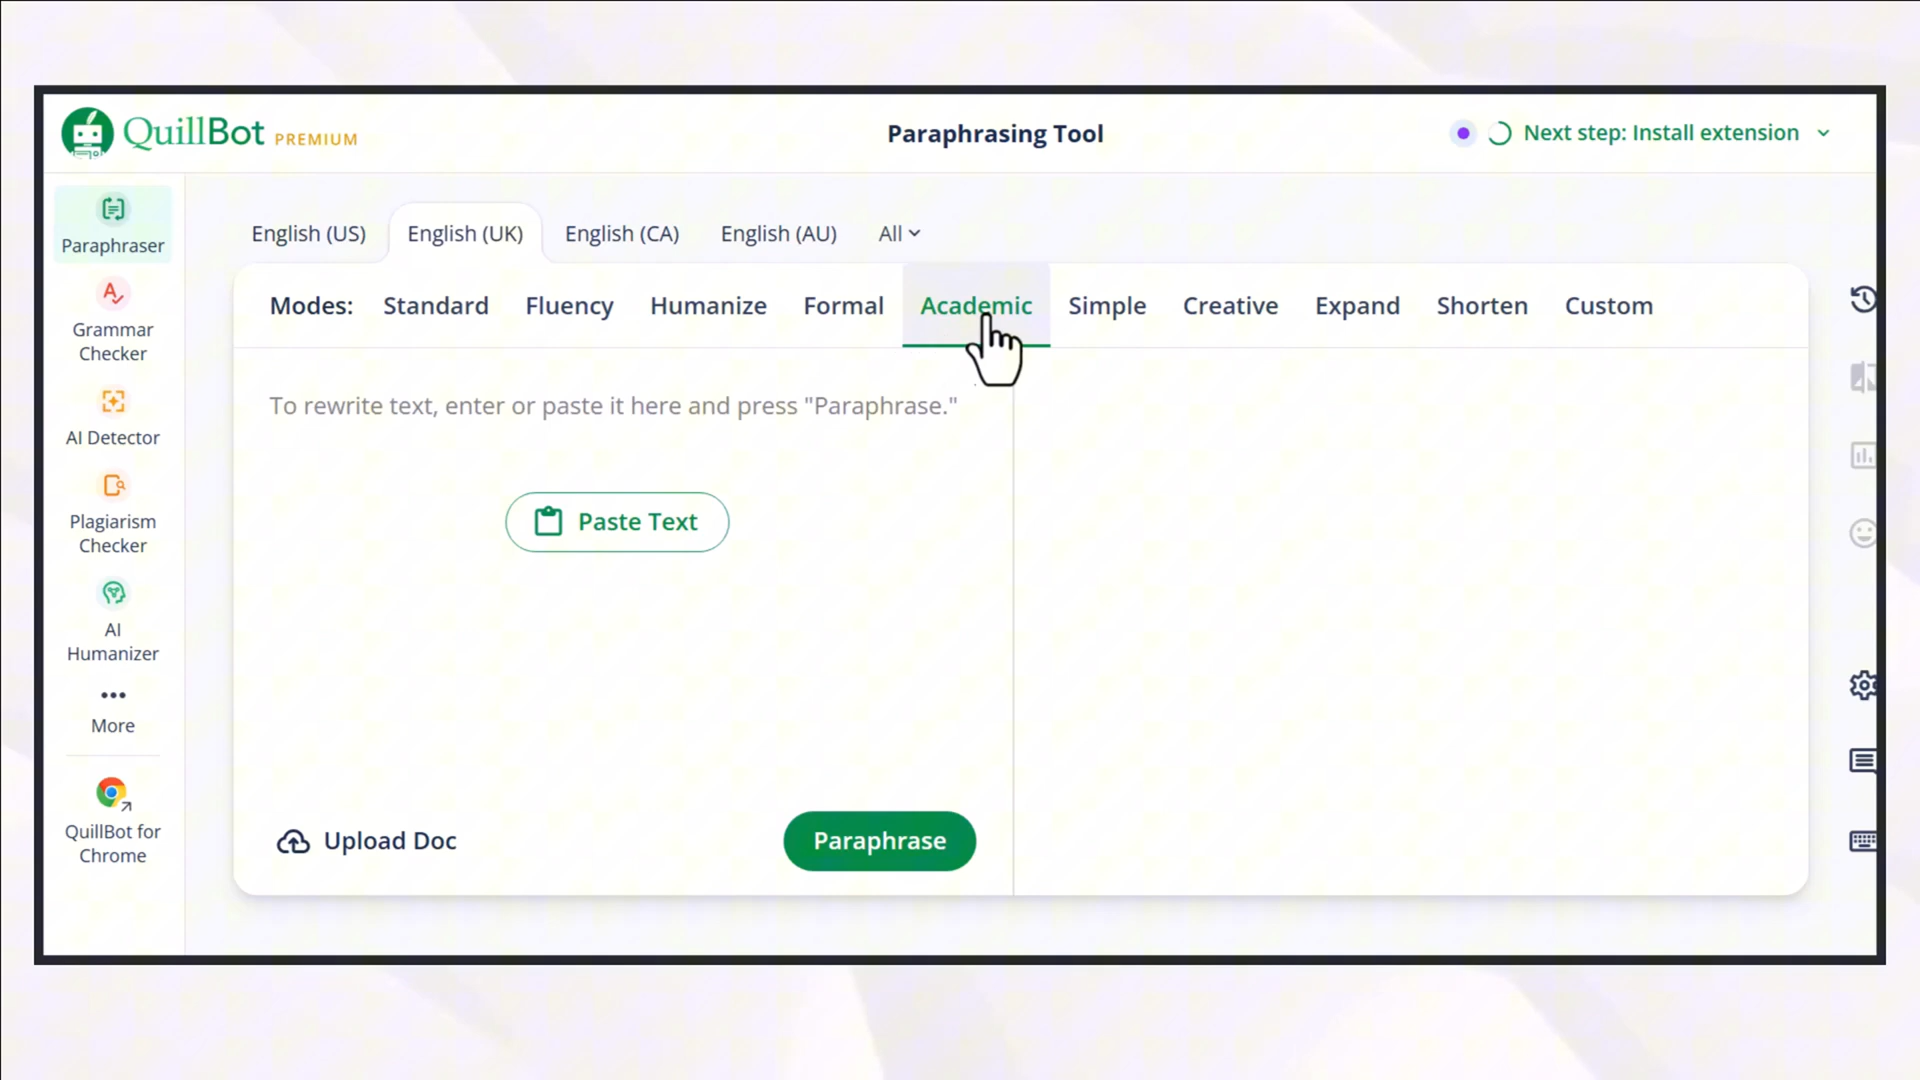 QuillBot PREMIUM
Paraphrasing Tool
Next step: Install extension
Paraphraser
Grammar
Checker
AI Detector
Plagiarism
Checker
AI
Humanizer
More
QuillBot for
Chrome
English (US) English (UK) English (CA) English (AU) All
Modes: Standard Fluency Humanize Formal Academic Simple Creative Expand Shorten Custom
To rewrite text, enter or paste it here and press "Paraphrase."
Paste Text
Upload Doc
Paraphrase